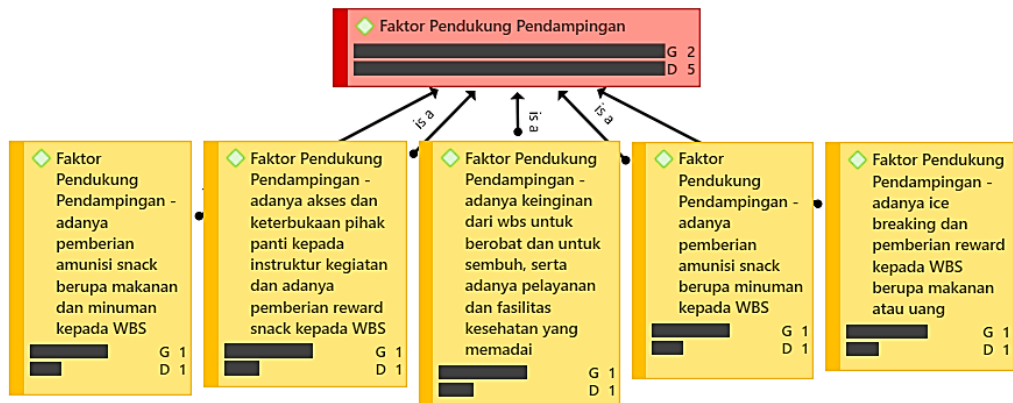 Faktor Pendukung Pendampingan
G 2
D 5
is a
is a
Faktor
Pendukung
Pendampingan -
adanya
pemberian
amunisi snack
berupa makanan
dan minuman
kepada WBS
G 1
D 1
Faktor Pendukung
Pendampingan -
adanya akses dan
keterbukaan pihak
panti kepada
instruktur kegiatan
dan adanya
pemberian reward
snack kepada WBS
G 1
D 1
Faktor Pendukung
Pendampingan -
adanya keinginan
dari wbs untuk
berobat dan untuk
sembuh, serta
adanya pelayanan
dan fasilitas
kesehatan yang
memadai
G 1
D 1
Faktor
Pendukung
Pendampingan -
adanya
pemberian
amunisi snack
berupa minuman
kepada WBS
G 1
D 1
Faktor Pendukung
Pendampingan -
adanya ice
breaking dan
pemberian reward
kepada WBS
berupa makanan
atau uang
G 1
D 1